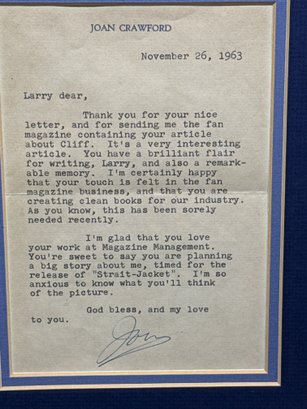 JOAN CRAWFORD
November 26, 1963
Larry dear,
Thank you for your nice
letter, and for sending me the fan
magazine containing your article
about Cliff. It's a very interesting
article. You have a brilliant flair
for writing, Larry, and also a remark-
able memory. I'm certainly happy
that your touch is felt in the fan
magazine business, and that you are
creating clean books for our industry.
As you know, this has been sorely
needed recently.
I'm glad that you love
your work at Magazine Management.
You're sweet to say you are planning
a big story about me, timed for the
release of "Strait-Jacket". I'm so
anxious to know what you'll think
of the picture.
God bless, and my love
to you.
Joan